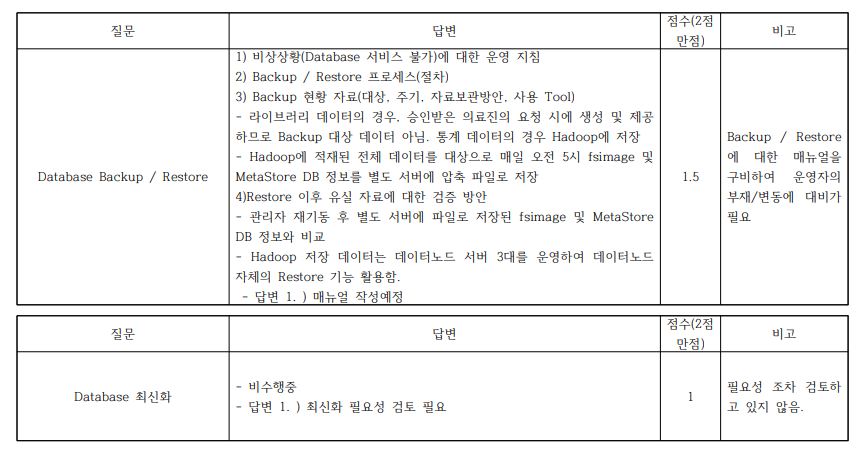 질문 답변 점수(2점 만점) 비고
1) 비상상황(Database 서비스 불가)에 대한 운영 지침
2) Backup / Restore 프로세스(절차)
3) Backup 현황 자료(대상, 주기, 자료보관방안, 사용 Tool)
- 라이브러리 데이터의 경우, 승인받은 의료진의 요청 시에 생성 및 제공
하므로 Backup 대상 데이터 아님. 통계 데이터의 경우 Hadoop에 저장
- Hadoop에 적재된 전체 데이터를 대상으로 매일 오전 5시 fsimage 및
Database Backup / Restore
MetaStore DB 정보를 별도 서버에 압축 파일로 저장
4)Restore 이후 유실 자료에 대한 검증 방안
- 관리자 재기동 후 별도 서버에 파일로 저장된 fsimage 및 MetaStore
DB 정보와 비교
- Hadoop 저장 데이터는 데이터노드 서버 3대를 운영하여 데이터노드
자체의 Restore 기능 활용함.
- 답변 1. ) 매뉴얼 작성예정
1.5
Backup / Restore
에 대한 매뉴얼을
구비하여 운영자의
부재/변동에 대비가
필요
질문 답변 점수(2점 만점) 비고
Database 최신화
- 비수행중
- 답변 1. ) 최신화 필요성 검토 필요
1
필요성 조차 검토하
고 있지 않음.